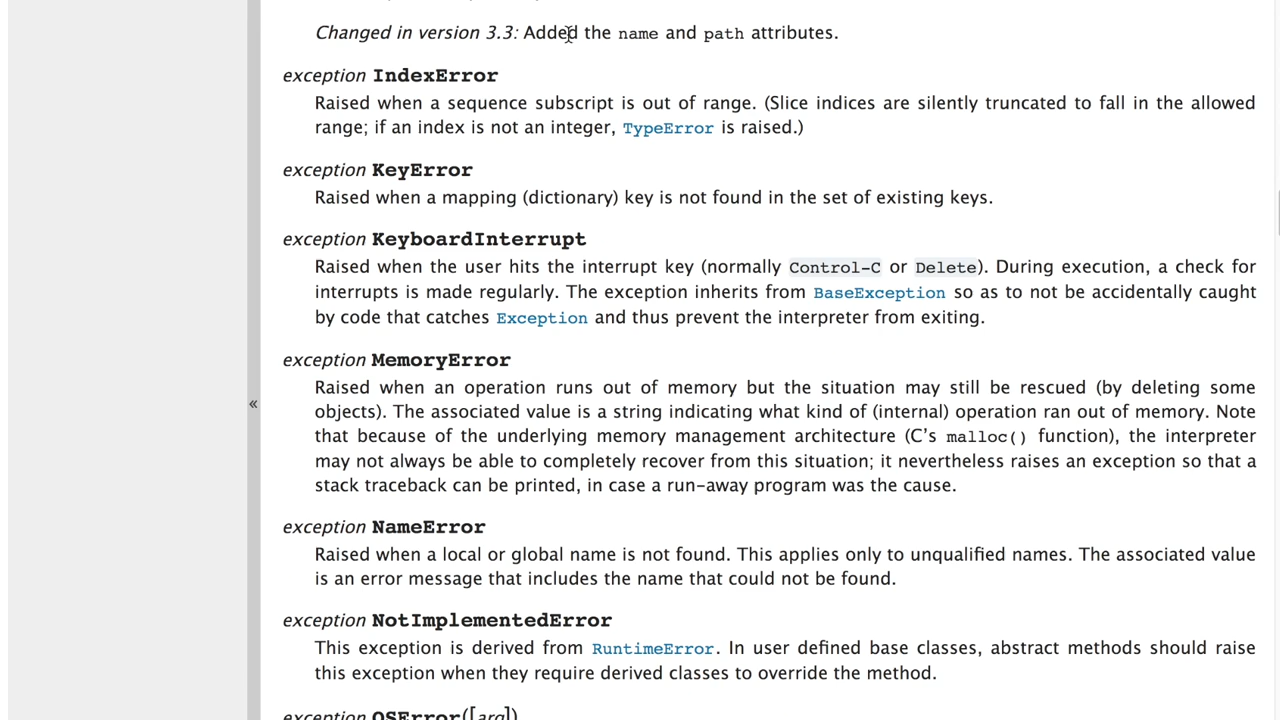 Changed in version 3.3: Added the name and path attributes.
exception IndexError
Raised when a sequence subscript is out of range. (Slice indices are silently truncated to fall in the allowed
range; if an index is not an integer, TypeError is raised.)
exception KeyError
Raised when a mapping (dictionary) key is not found in the set of existing keys.
exception KeyboardInterrupt
Raised when the user hits the interrupt key (normally Control-C or Delete). During execution, a check for
interrupts is made regularly. The exception inherits from BaseException so as to not be accidentally caught
by code that catches Exception and thus prevent the interpreter from exiting.
«
exception MemoryError
Raised when an operation runs out of memory but the situation may still be rescued (by deleting some
objects). The associated value is a string indicating what kind of (internal) operation ran out of memory. Note
that because of the underlying memory management architecture (C’s malloc() function), the interpreter
may not always be able to completely recover from this situation; it nevertheless raises an exception so that a
stack traceback can be printed, in case a run-away program was the cause.
exception NameError
Raised when a local or global name is not found. This applies only to unqualified names. The associated value
is an error message that includes the name that could not be found.
exception NotImplementedError
This exception is derived from RuntimeError. In user defined base classes, abstract methods should raise
this exception when they require derived classes to override the method.
exception OSError([arg])